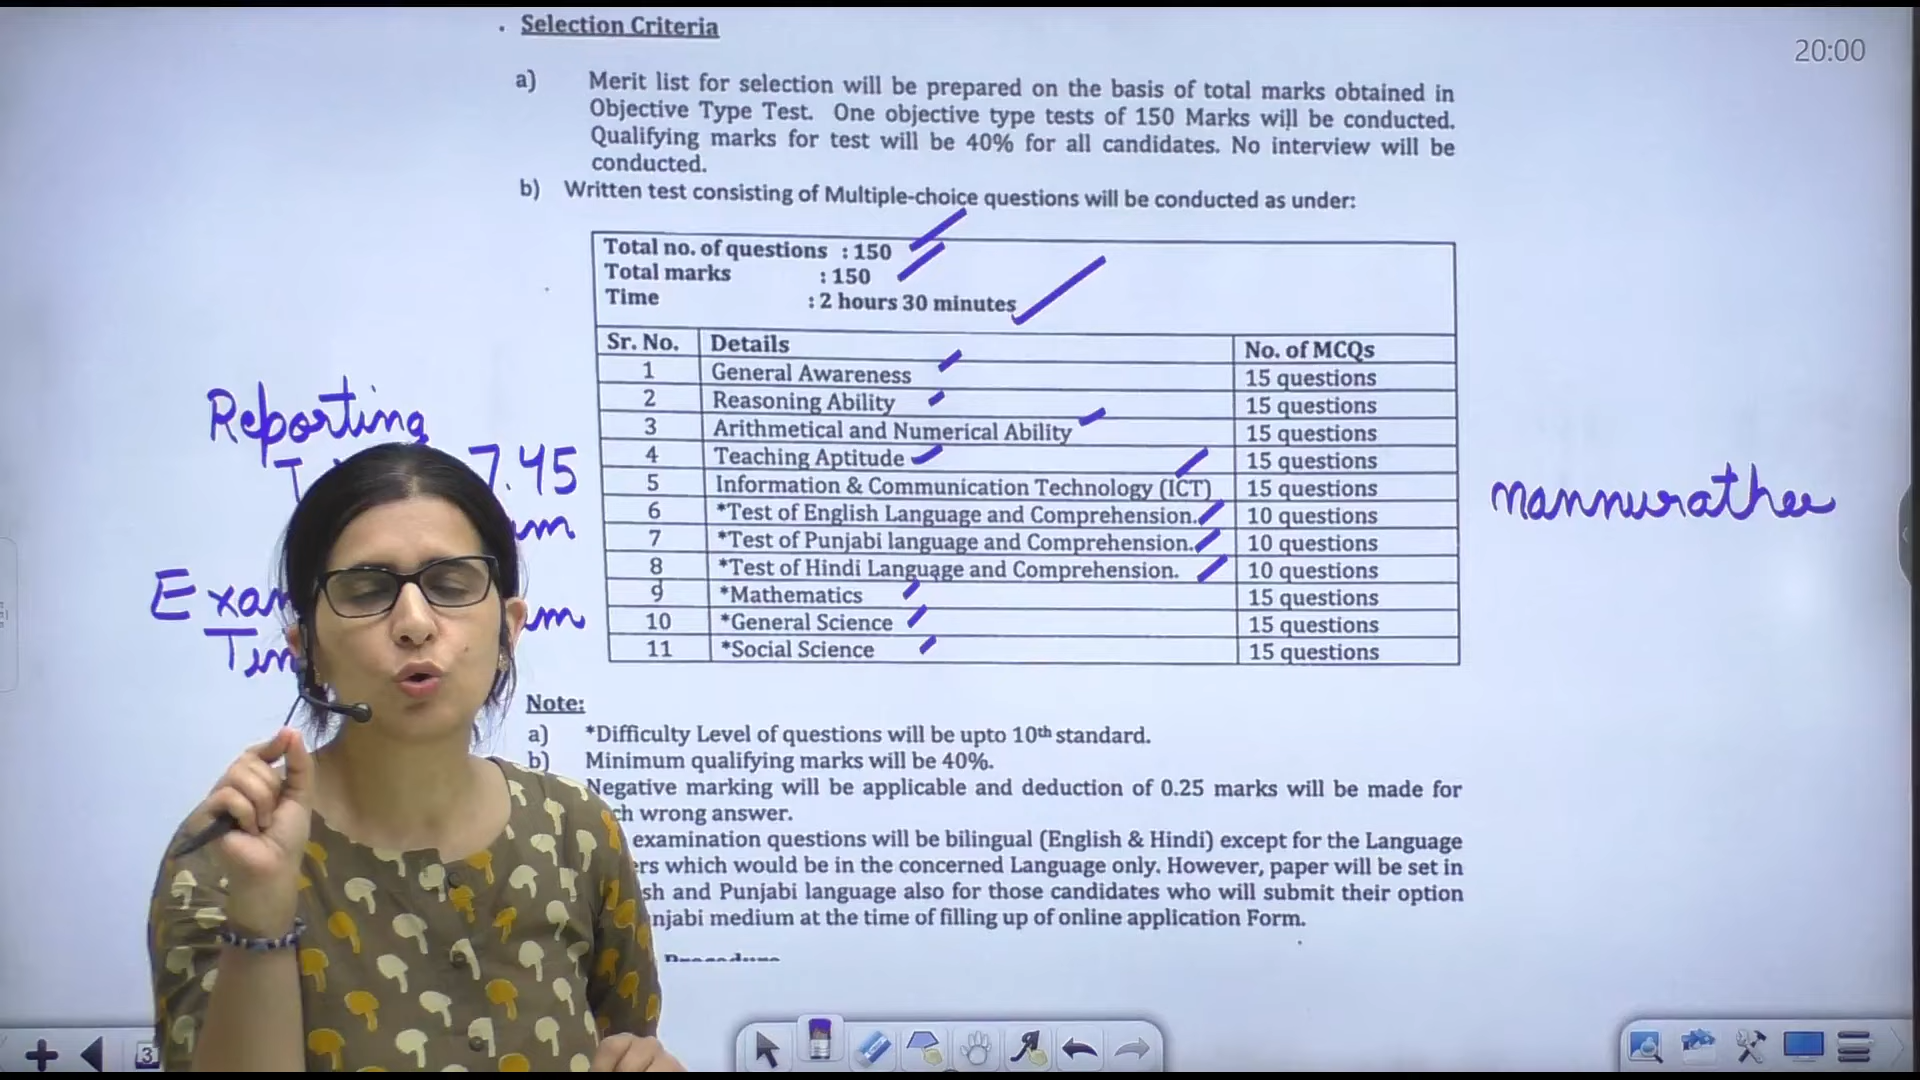 Selection Criteria
20:00
a) Merit list for selection will be prepared on the basis of total marks obtained in
Objective Type Test. One objective type tests of 150 Marks will be conducted.
Qualifying marks for test will be 40% for all candidates. No interview will be
conducted.
b) Written test consisting of Multiple-choice questions will be conducted as under:
Total no. of questions : 150
Total marks : 150
Time : 2 hours 30 minutes
Sr. No. Details No. of MCQs
1 General Awareness 15 questions
2 Reasoning Ability 15 questions
3 Arithmetical and Numerical Ability 15 questions
4 Teaching Aptitude 15 questions
5 Information & Communication Technology (ICT) 15 questions
6 *Test of English Language and Comprehension. 10 questions
7 *Test of Punjabi language and Comprehension. 10 questions
8 *Test of Hindi Language and Comprehension. 10 questions
9 *Mathematics 15 questions
10 *General Science 15 questions
11 *Social Science 15 questions
Reporting
7.45
am
Exam
am
Tim
nannurathee
Note:
a) *Difficulty Level of questions will be upto 10th standard.
b) Minimum qualifying marks will be 40%.
Negative marking will be applicable and deduction of 0.25 marks will be made for
wrong answer.
examination questions will be bilingual (English & Hindi) except for the Language
which would be in the concerned Language only. However, paper will be set in
and Punjabi language also for those candidates who will submit their option
medium at the time of filling up of online application Form.
3